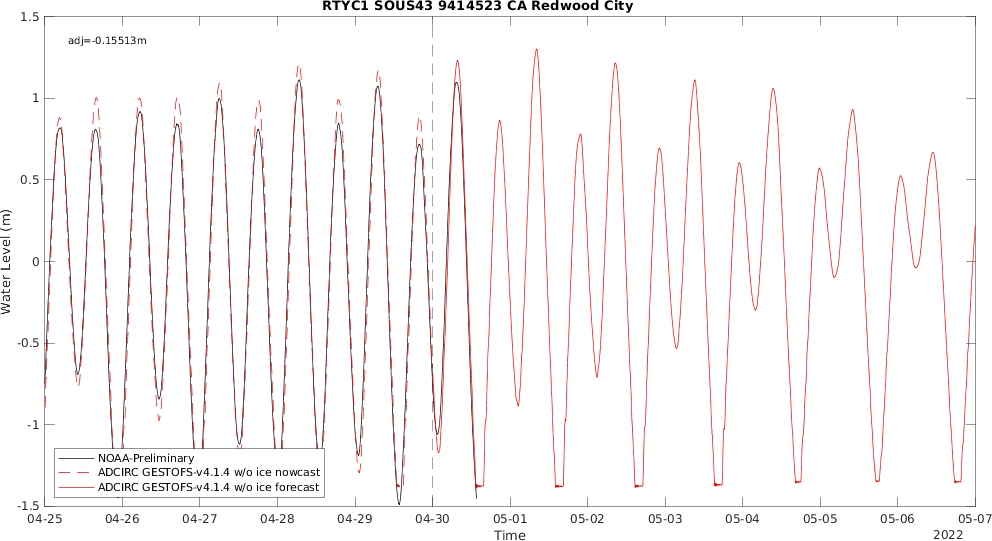 RTYC1 SOUS43 9414523 CA Redwood City
adj=-0.15513m
1.5
1
0.5
0
-0.5
-1
-1.5
Water Level (m)
NOAA-Preliminary
ADCIRC GESTOFS-v4.1.4 w/o ice nowcast
ADCIRC GESTOFS-v4.1.4 w/o ice forecast
04-25 04-26 04-27 04-28 04-29 04-30 05-01 05-02 05-03 05-04 05-05 05-06 05-07
Time
2022